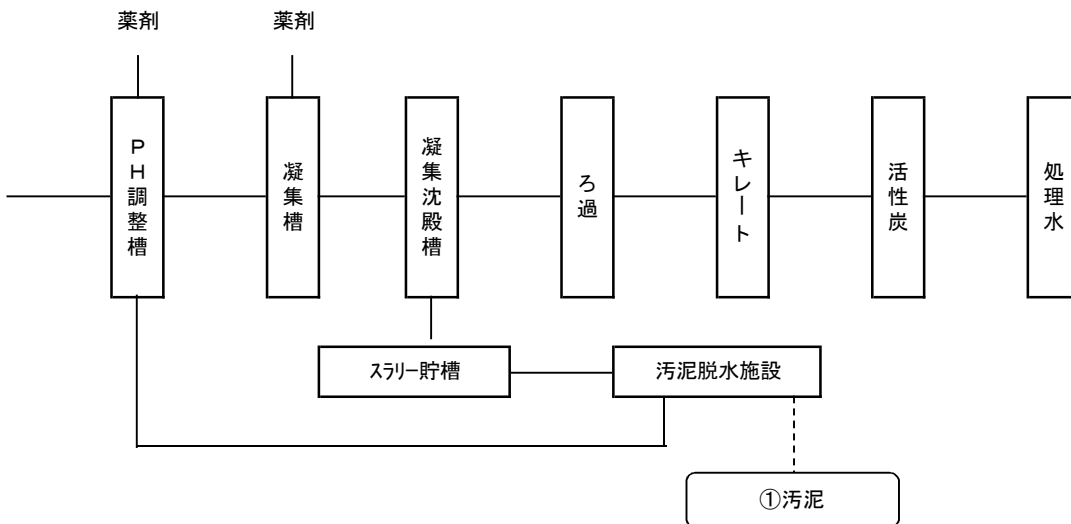 薬剤
薬剤
ＰＨ調整槽
凝集槽
凝集沈殿槽
ろ過
キレート
活性炭
処理水
スラリー貯槽
汚泥脱水施設
①汚泥